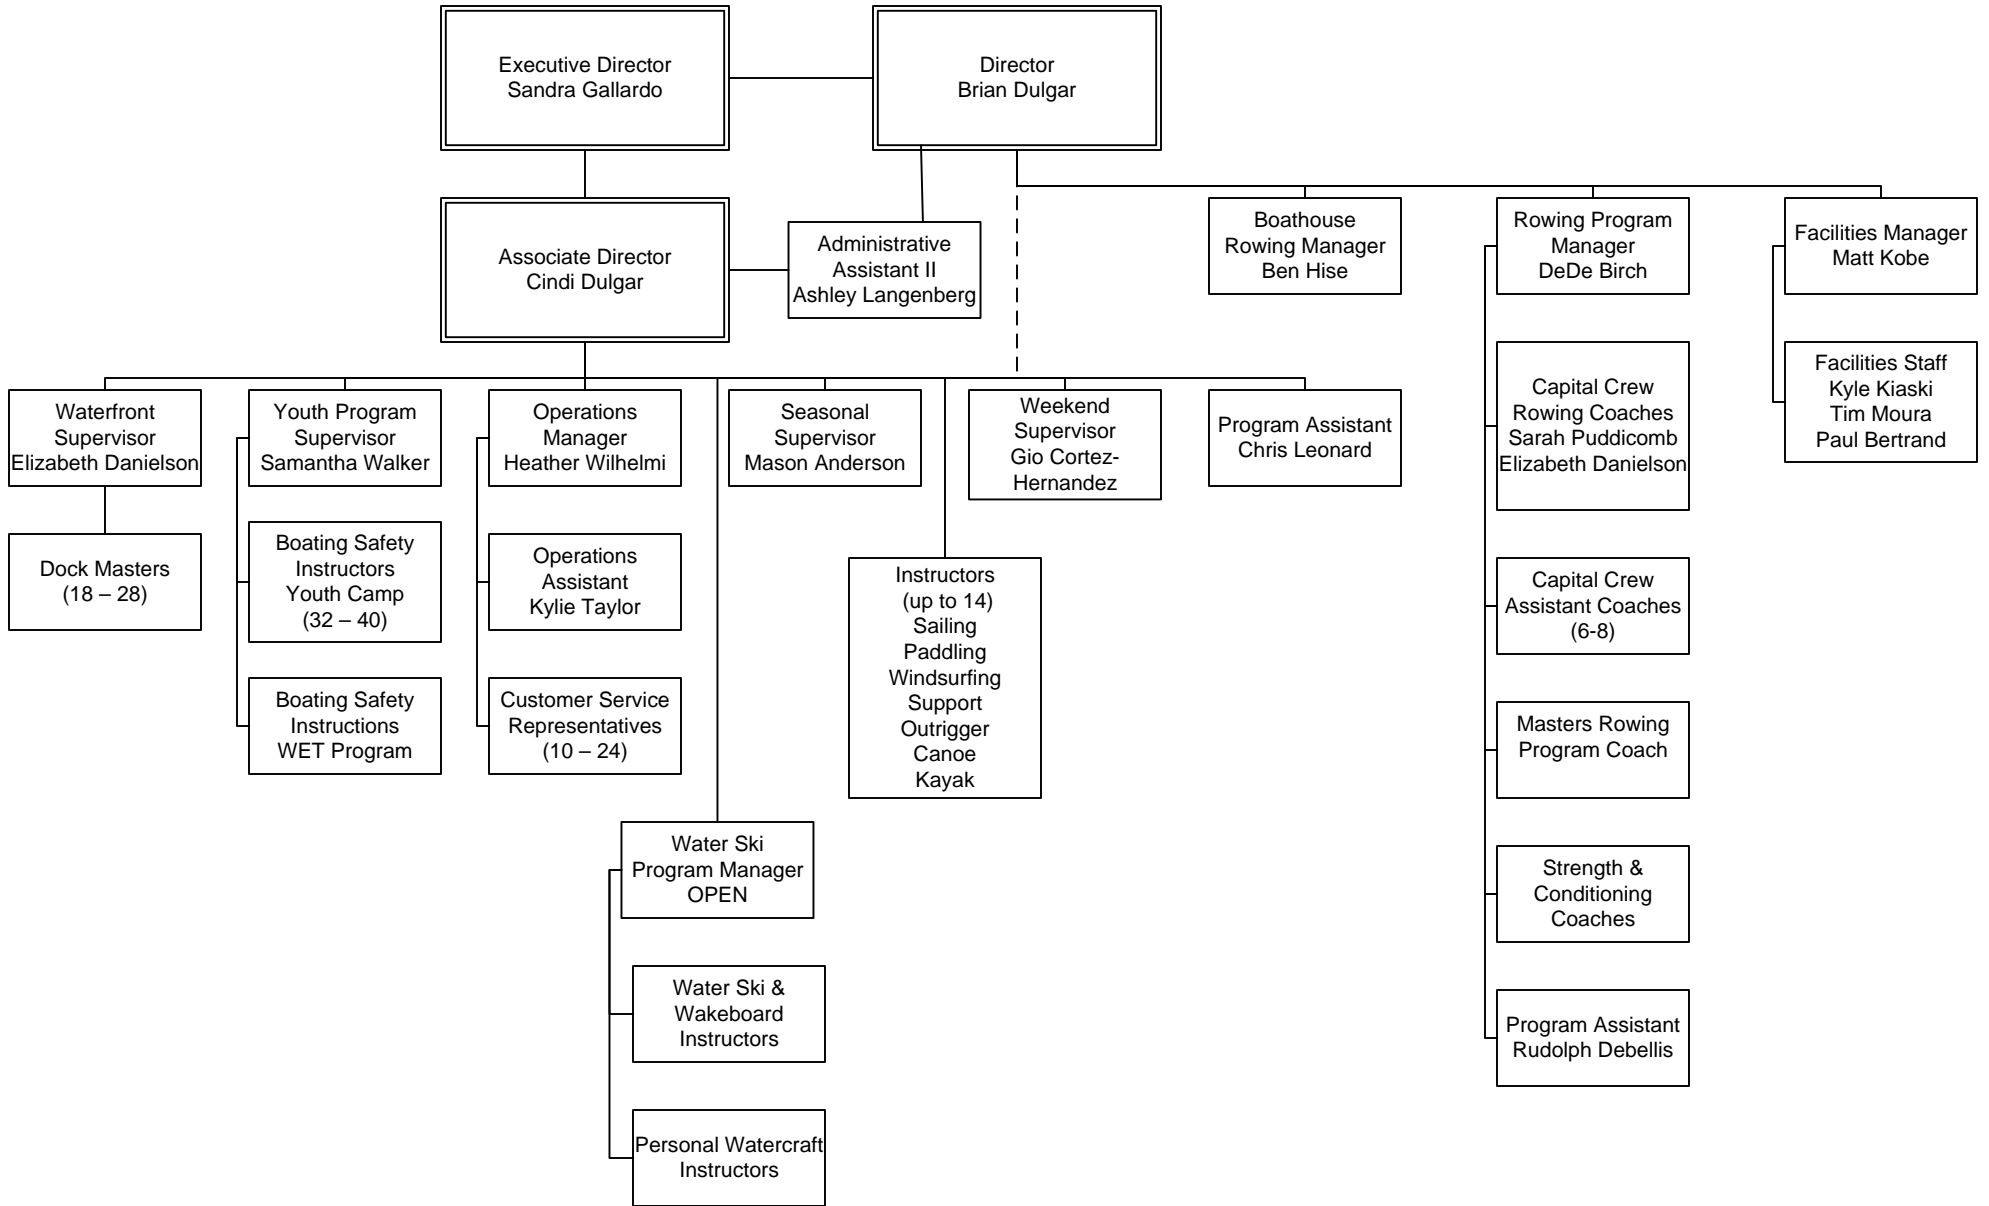 Executive Director
Sandra Gallardo
Director
Brian Dulgar
Associate Director
Cindi Dulgar
Administrative
Assistant II
Ashley Langenberg
Boathouse
Rowing Manager
Ben Hise
Rowing Program
Manager
DeDe Birch
Facilities Manager
Matt Kobe
Waterfront
Supervisor
Elizabeth Danielson
Youth Program
Supervisor
Samantha Walker
Operations
Manager
Heather Wilhelmi
Seasonal
Supervisor
Mason Anderson
Weekend
Supervisor
Gio Cortez-
Hernandez
Program Assistant
Chris Leonard
Capital Crew
Rowing Coaches
Sarah Puddicomb
Elizabeth Danielson
Facilities Staff
Kyle Kiaski
Tim Moura
Paul Bertrand
Dock Masters
(18 – 28)
Boating Safety
Instructors
Youth Camp
(32 – 40)
Operations
Assistant
Kylie Taylor
Instructors
(up to 14)
Sailing
Paddling
Windsurfing
Support
Outrigger
Canoe
Kayak
Capital Crew
Assistant Coaches
(6-8)
Boating Safety
Instructions
WET Program
Customer Service
Representatives
(10 – 24)
Masters Rowing
Program Coach
Water Ski
Program Manager
OPEN
Strength &
Conditioning
Coaches
Water Ski &
Wakeboard
Instructors
Program Assistant
Rudolph Debellis
Personal Watercraft
Instructors